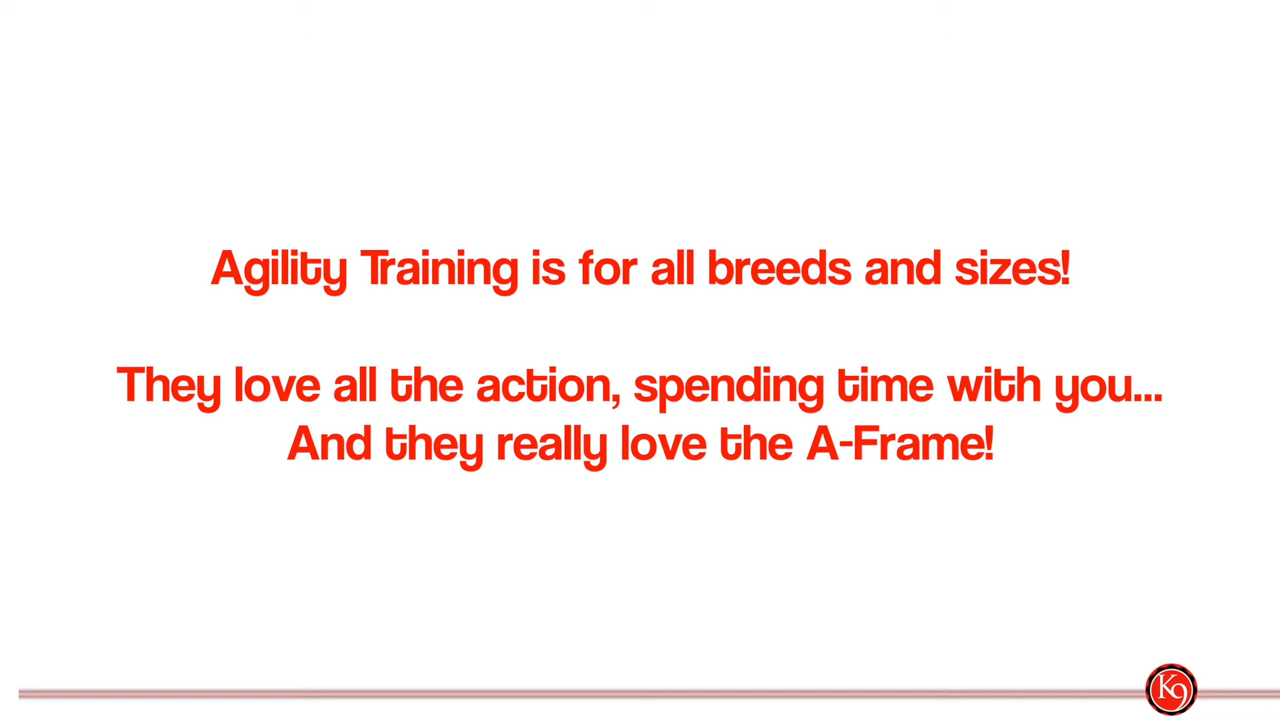 Agility Training is for all breeds and sizes!
They love all the action, spending time with you...
And they really love the A-Frame!
K9